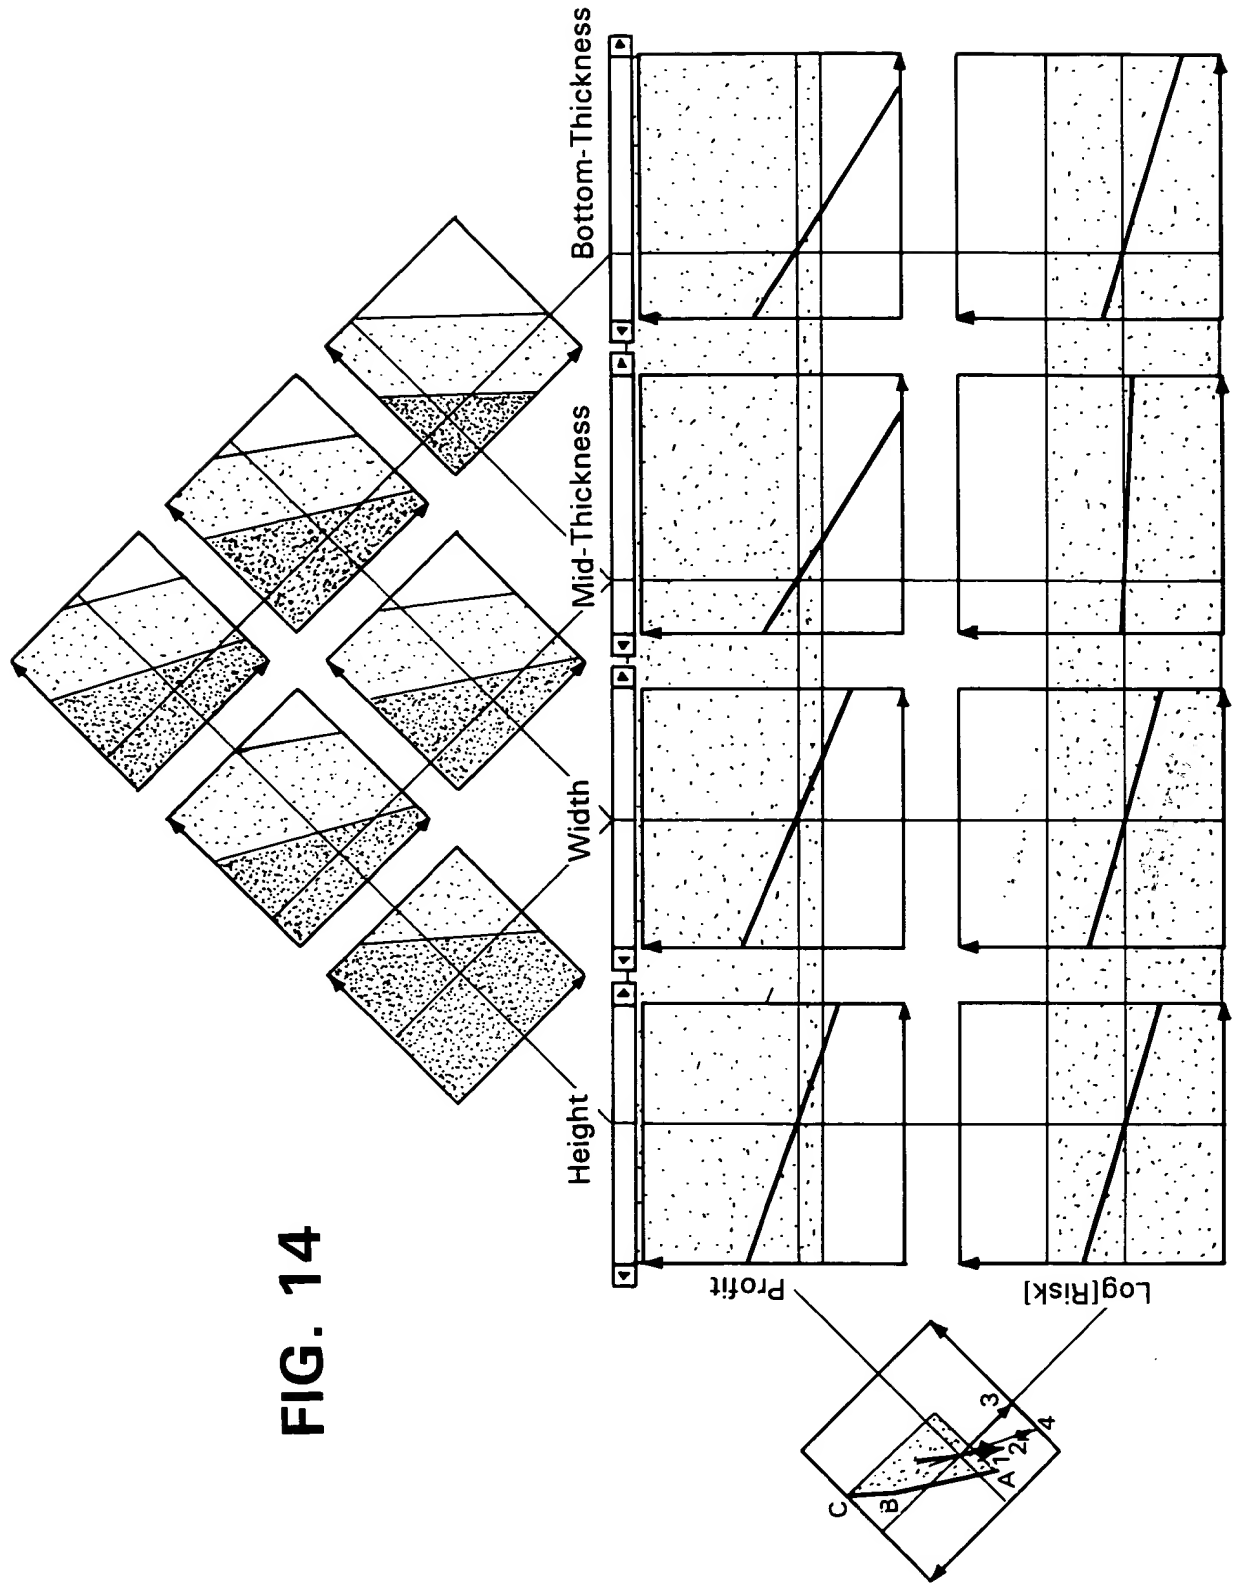 FIG. 14
Height
Width
Mid-Thickness
Bottom-Thickness
Profit
Log[Risk]
C
B
A
1
2
3
4